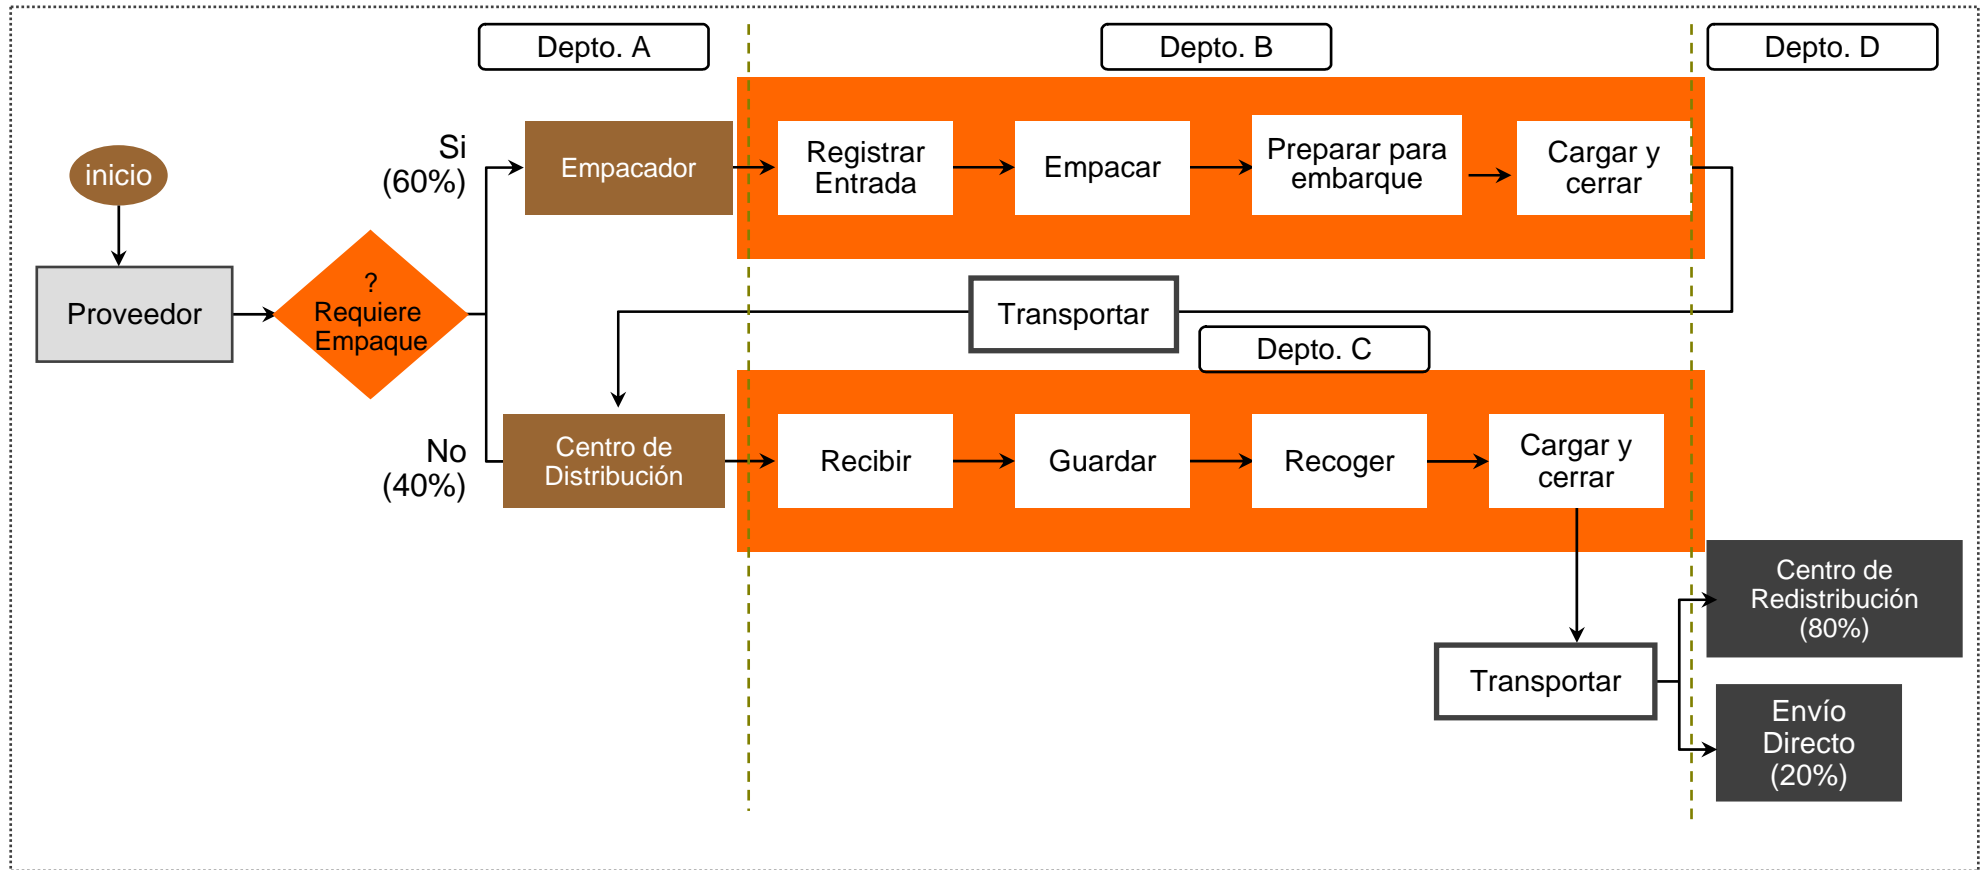 Depto. A
Depto. B
Depto. D
inicio
Si
(60%)
Empacador
Registrar
Entrada
Empacar
Preparar para
embarque
Cargar y
cerrar
Proveedor
?
Requiere
Empaque
Transportar
Depto. C
No
(40%)
Centro de
Distribución
Recibir
Guardar
Recoger
Cargar y
cerrar
Centro de
Redistribución
(80%)
Transportar
Envío
Directo
(20%)